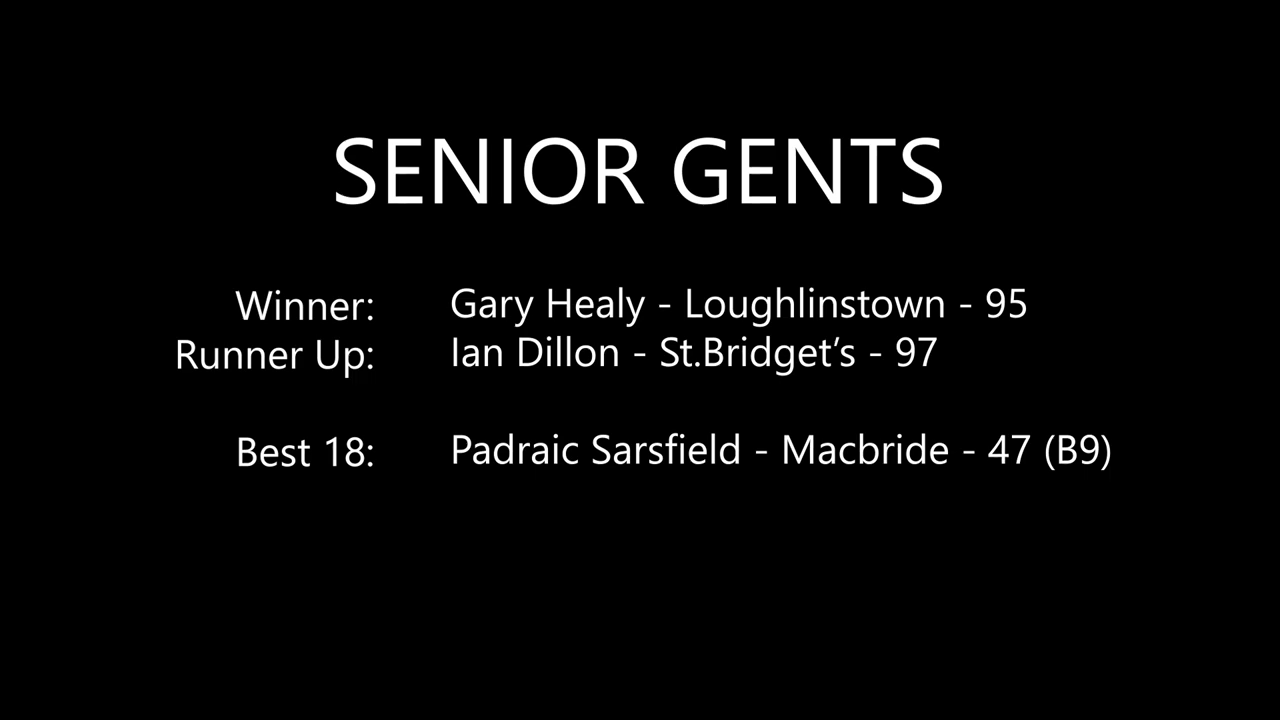 SENIOR GENTS
Winner: Gary Healy - Loughlinstown - 95
Runner Up: Ian Dillon - St.Bridget’s - 97
Best 18: Padraic Sarsfield - Macbride - 47 (B9)